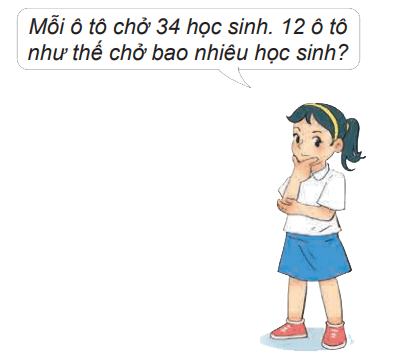 Mỗi ô tô chở 34 học sinh. 12 ô tô
như thế chở bao nhiêu học sinh?